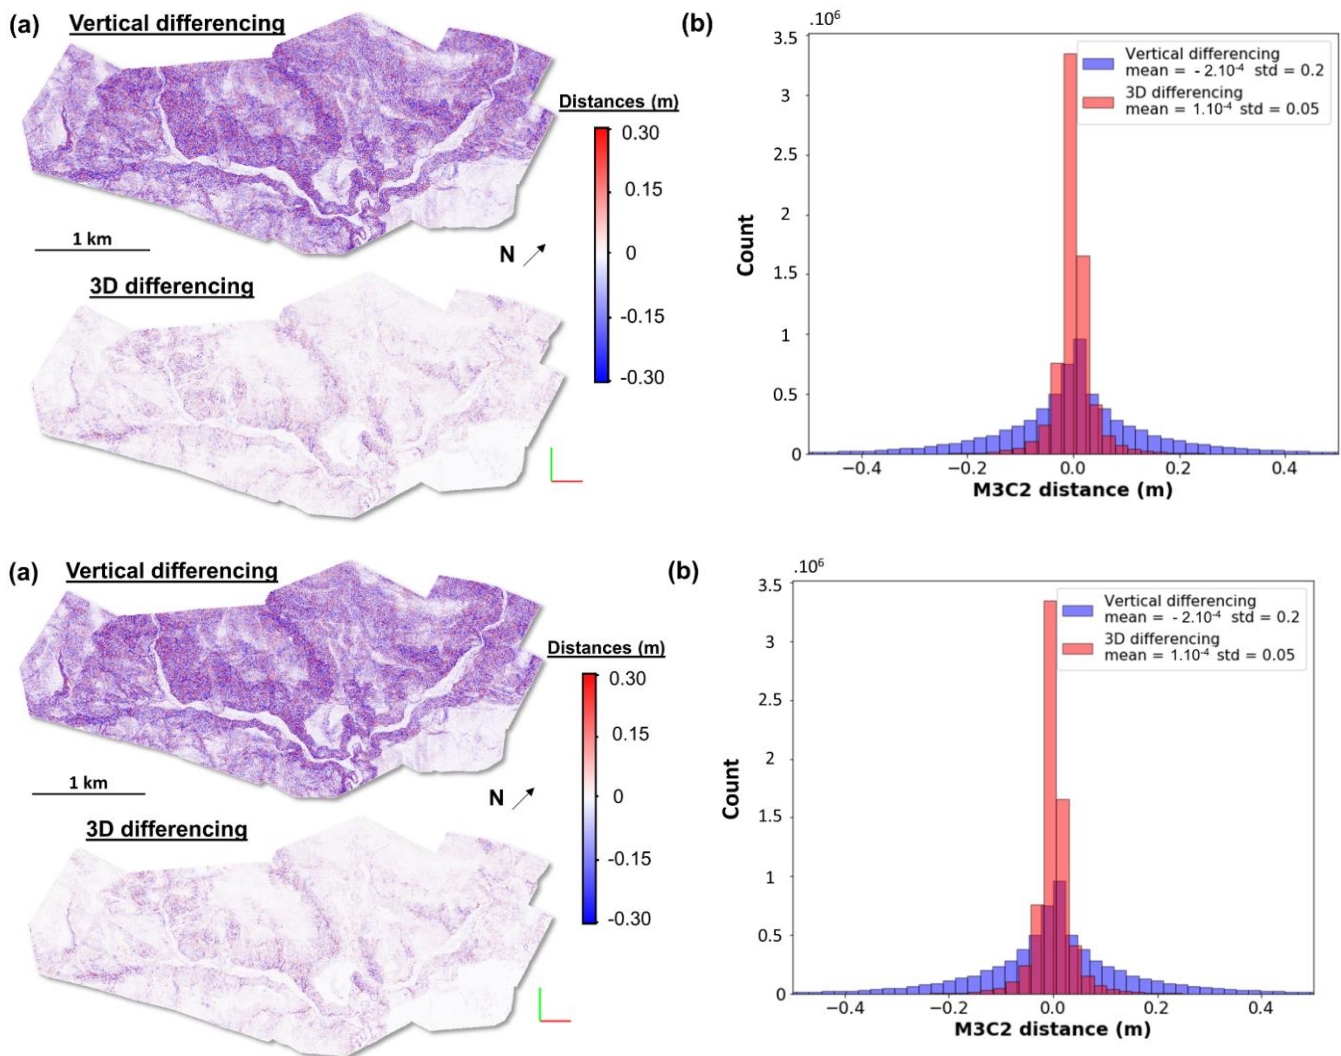 (a) Vertical differencing
Distances (m)
0.30
0.15
0
-0.15
-0.30
1 km
N
3D differencing
(b)
.10⁶
3.5
3
2.5
2
1.5
1
0.5
0
Count
Vertical differencing
mean = - 2.10⁻⁴ std = 0.2
3D differencing
mean = 1.10⁻⁴ std = 0.05
−0.4 −0.2 0.0 0.2 0.4
M3C2 distance (m)
(a) Vertical differencing
Distances (m)
0.30
0.15
0
-0.15
-0.30
1 km
N
3D differencing
(b)
.10⁶
3.5
3
2.5
2
1.5
1
0.5
0
Count
Vertical differencing
mean = - 2.10⁻⁴ std = 0.2
3D differencing
mean = 1.10⁻⁴ std = 0.05
−0.4 −0.2 0.0 0.2 0.4
M3C2 distance (m)